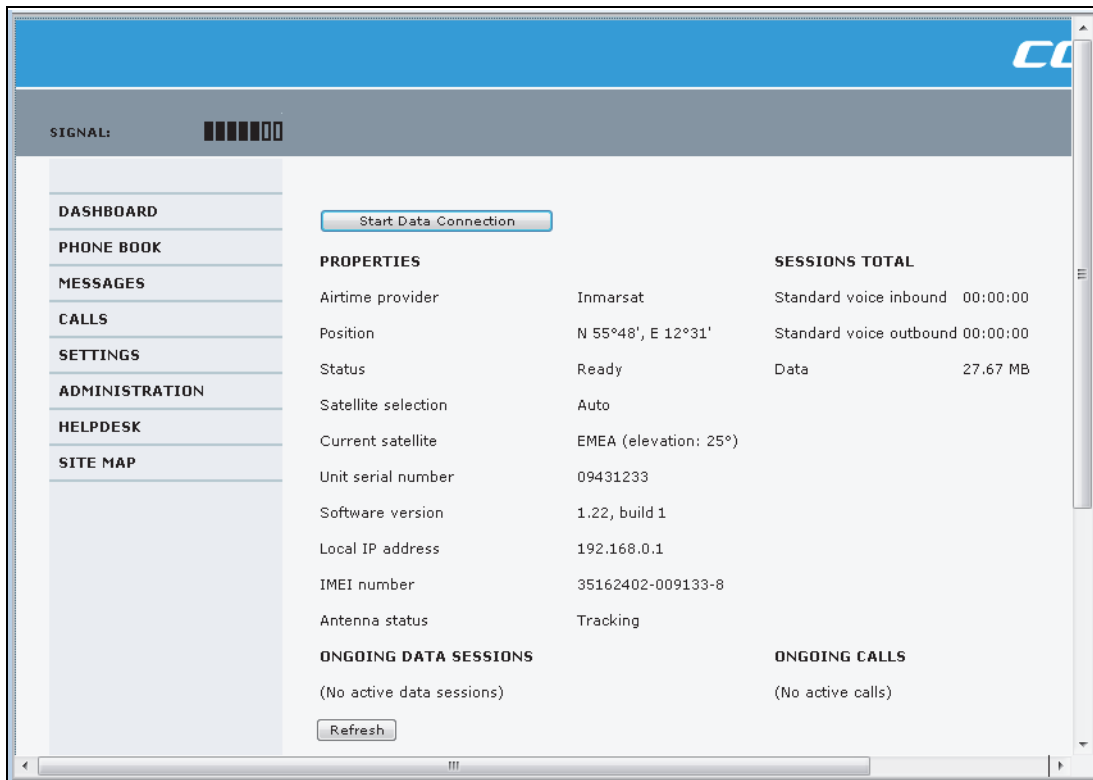 SIGNAL:
DASHBOARD
PHONE BOOK
MESSAGES
CALLS
SETTINGS
ADMINISTRATION
HELPDESK
SITE MAP
Start Data Connection
PROPERTIES
Airtime provider Inmarsat
Position N 55°48', E 12°31'
Status Ready
Satellite selection Auto
Current satellite EMEA (elevation: 25°)
Unit serial number 09431233
Software version 1.22, build 1
Local IP address 192.168.0.1
IMEI number 35162402-009133-8
Antenna status Tracking
SESSIONS TOTAL
Standard voice inbound 00:00:00
Standard voice outbound 00:00:00
Data 27.67 MB
ONGOING DATA SESSIONS
(No active data sessions)
ONGOING CALLS
(No active calls)
Refresh